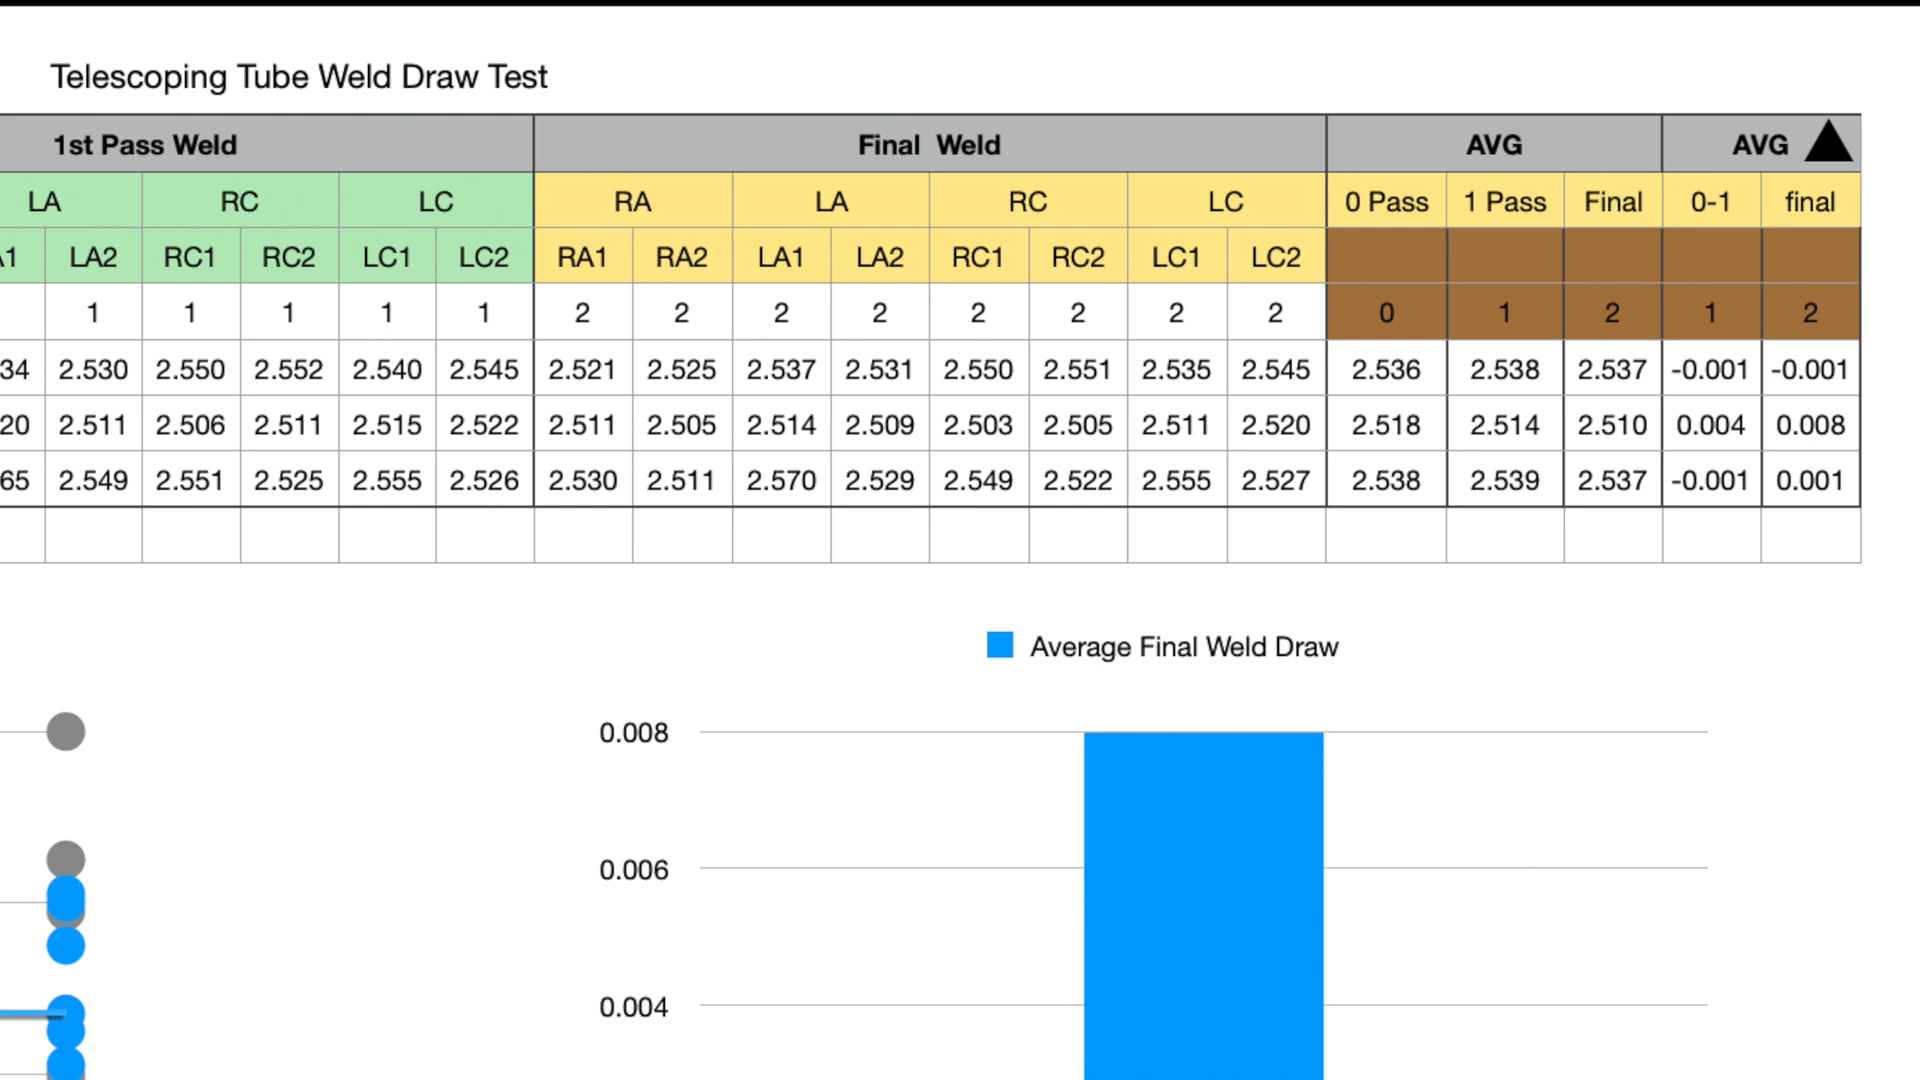 Telescoping Tube Weld Draw Test
1st Pass Weld Final Weld AVG AVG
LA RC LC RA LA RC LC 0 Pass 1 Pass Final 0-1 final
A1 LA2 RC1 RC2 LC1 LC2 RA1 RA2 LA1 LA2 RC1 RC2 LC1 LC2
1 1 1 1 1 2 2 2 2 2 2 2 2 0 1 2 1 2
34 2.530 2.550 2.552 2.540 2.545 2.521 2.525 2.537 2.531 2.550 2.551 2.535 2.545 2.536 2.538 2.537 -0.001 -0.001
20 2.511 2.506 2.511 2.515 2.522 2.511 2.505 2.514 2.509 2.503 2.505 2.511 2.520 2.518 2.514 2.510 0.004 0.008
65 2.549 2.551 2.525 2.555 2.526 2.530 2.511 2.570 2.529 2.549 2.522 2.555 2.527 2.538 2.539 2.537 -0.001 0.001
Average Final Weld Draw
0.008
0.006
0.004